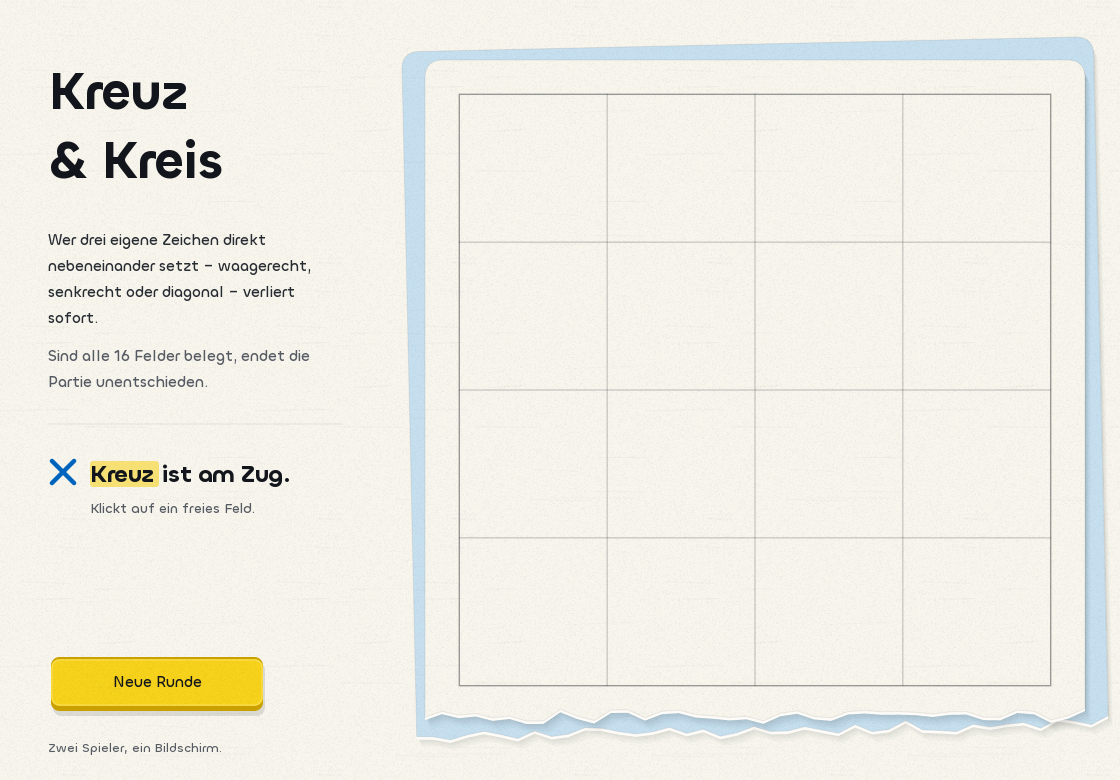 Kreuz
& Kreis
Wer drei eigene Zeichen direkt
nebeneinander setzt – waagerecht,
senkrecht oder diagonal – verliert
sofort.
Sind alle 16 Felder belegt, endet die
Partie unentschieden.
Kreuz ist am Zug.
Klickt auf ein freies Feld.
Neue Runde
Zwei Spieler, ein Bildschirm.